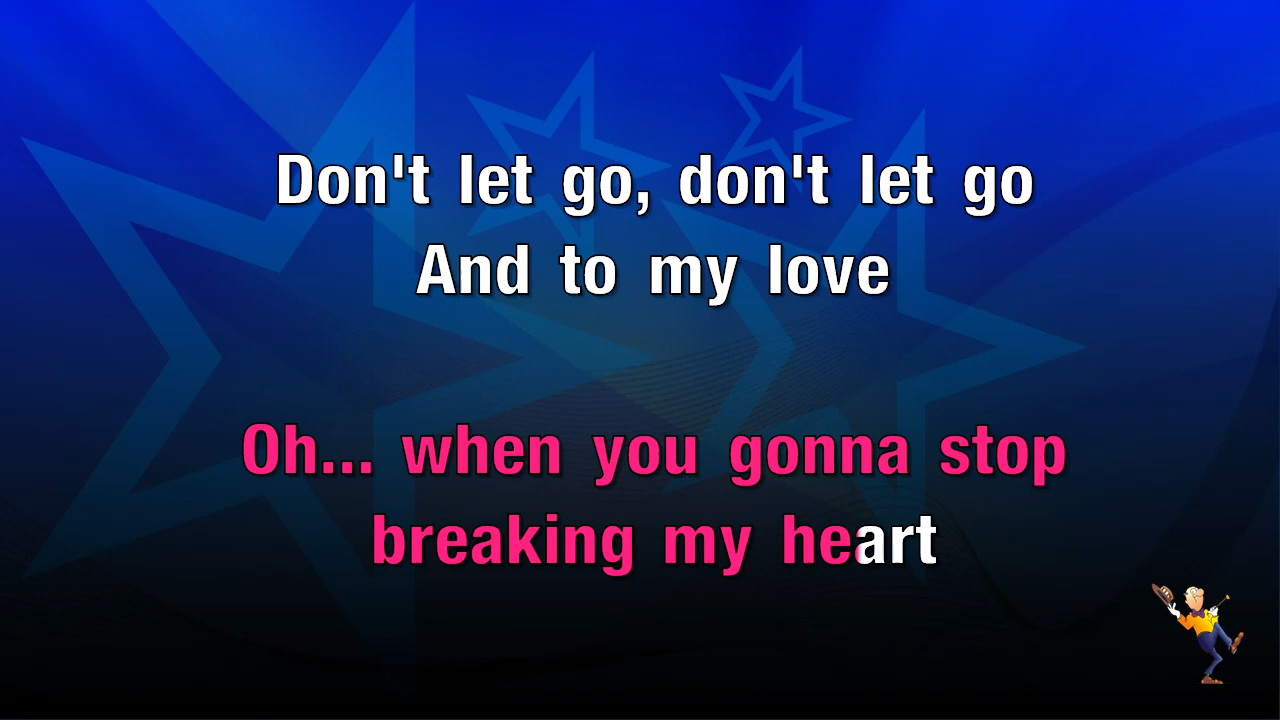 Don't let go, don't let go
And to my love
Oh... when you gonna stop
breaking my heart